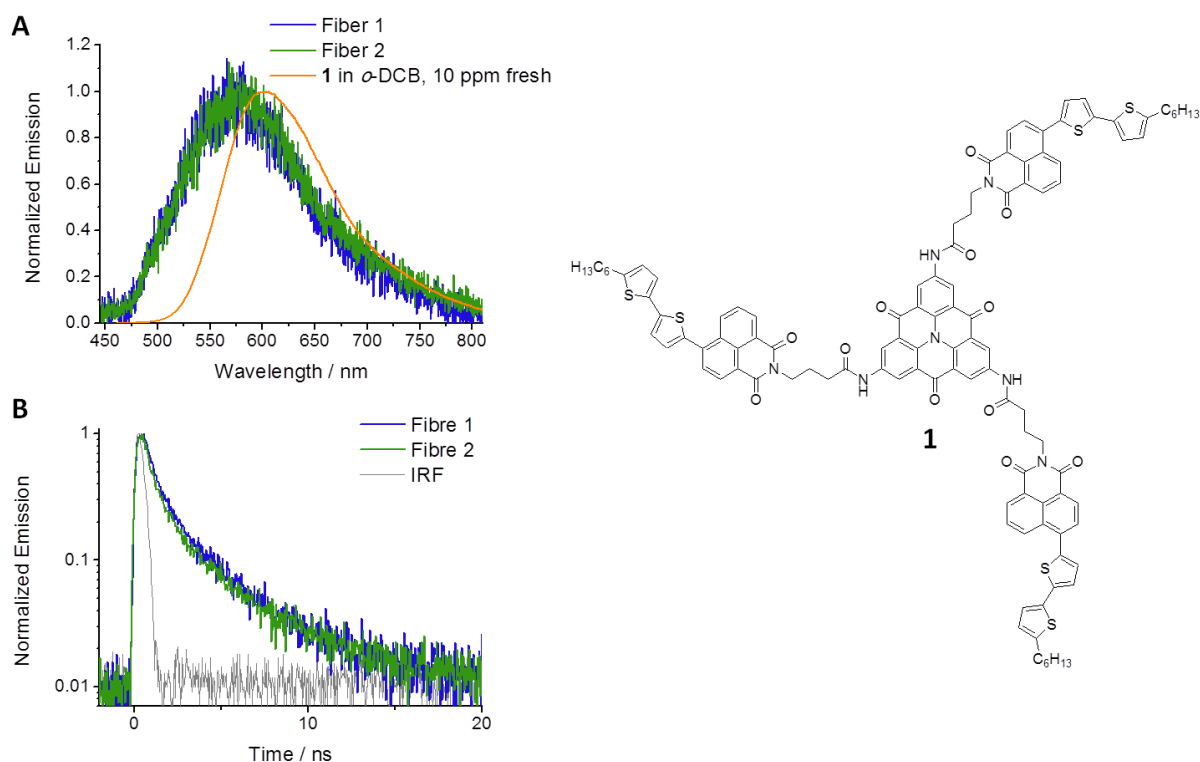 A
Fiber 1
Fiber 2
1 in o-DCB, 10 ppm fresh
Normalized Emission
1.2
1.0
0.8
0.6
0.4
0.2
0.0
450 500 550 600 650 700 750 800
Wavelength / nm
B
Fibre 1
Fibre 2
IRF
Normalized Emission
1
0.1
0.01
0 10 20
Time / ns
C6H13
S
S
O
N
O
O
HN
H13C6
S
S
O
N
O
O
N
H
O
O
N
O
NH
O
1
O
N
O
S
S
C6H13